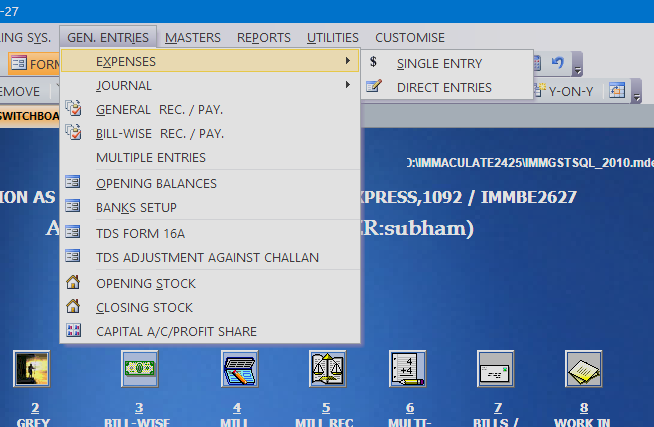 -27
ING SYS. GEN. ENTRIES MASTERS REPORTS UTILITIES CUSTOMISE
FORM
EMOVE
Y-ON-Y
SWITCHBOA
EXPENSES
JOURNAL
GENERAL REC. / PAY.
BILL-WISE REC. / PAY.
MULTIPLE ENTRIES
OPENING BALANCES
BANKS SETUP
TDS FORM 16A
TDS ADJUSTMENT AGAINST CHALLAN
OPENING STOCK
CLOSING STOCK
CAPITAL A/C/PROFIT SHARE
$ SINGLE ENTRY
DIRECT ENTRIES
D:\IMMACULATE2425\IMMGSTSQL_2010.mde
ION AS
PRESS,1092 / IMMBE2627
A
ER:subham)
2 3 4 5 6 7 8
GREY BILL-WISE MILL MILL REC MULTI- BILLS / WORK IN